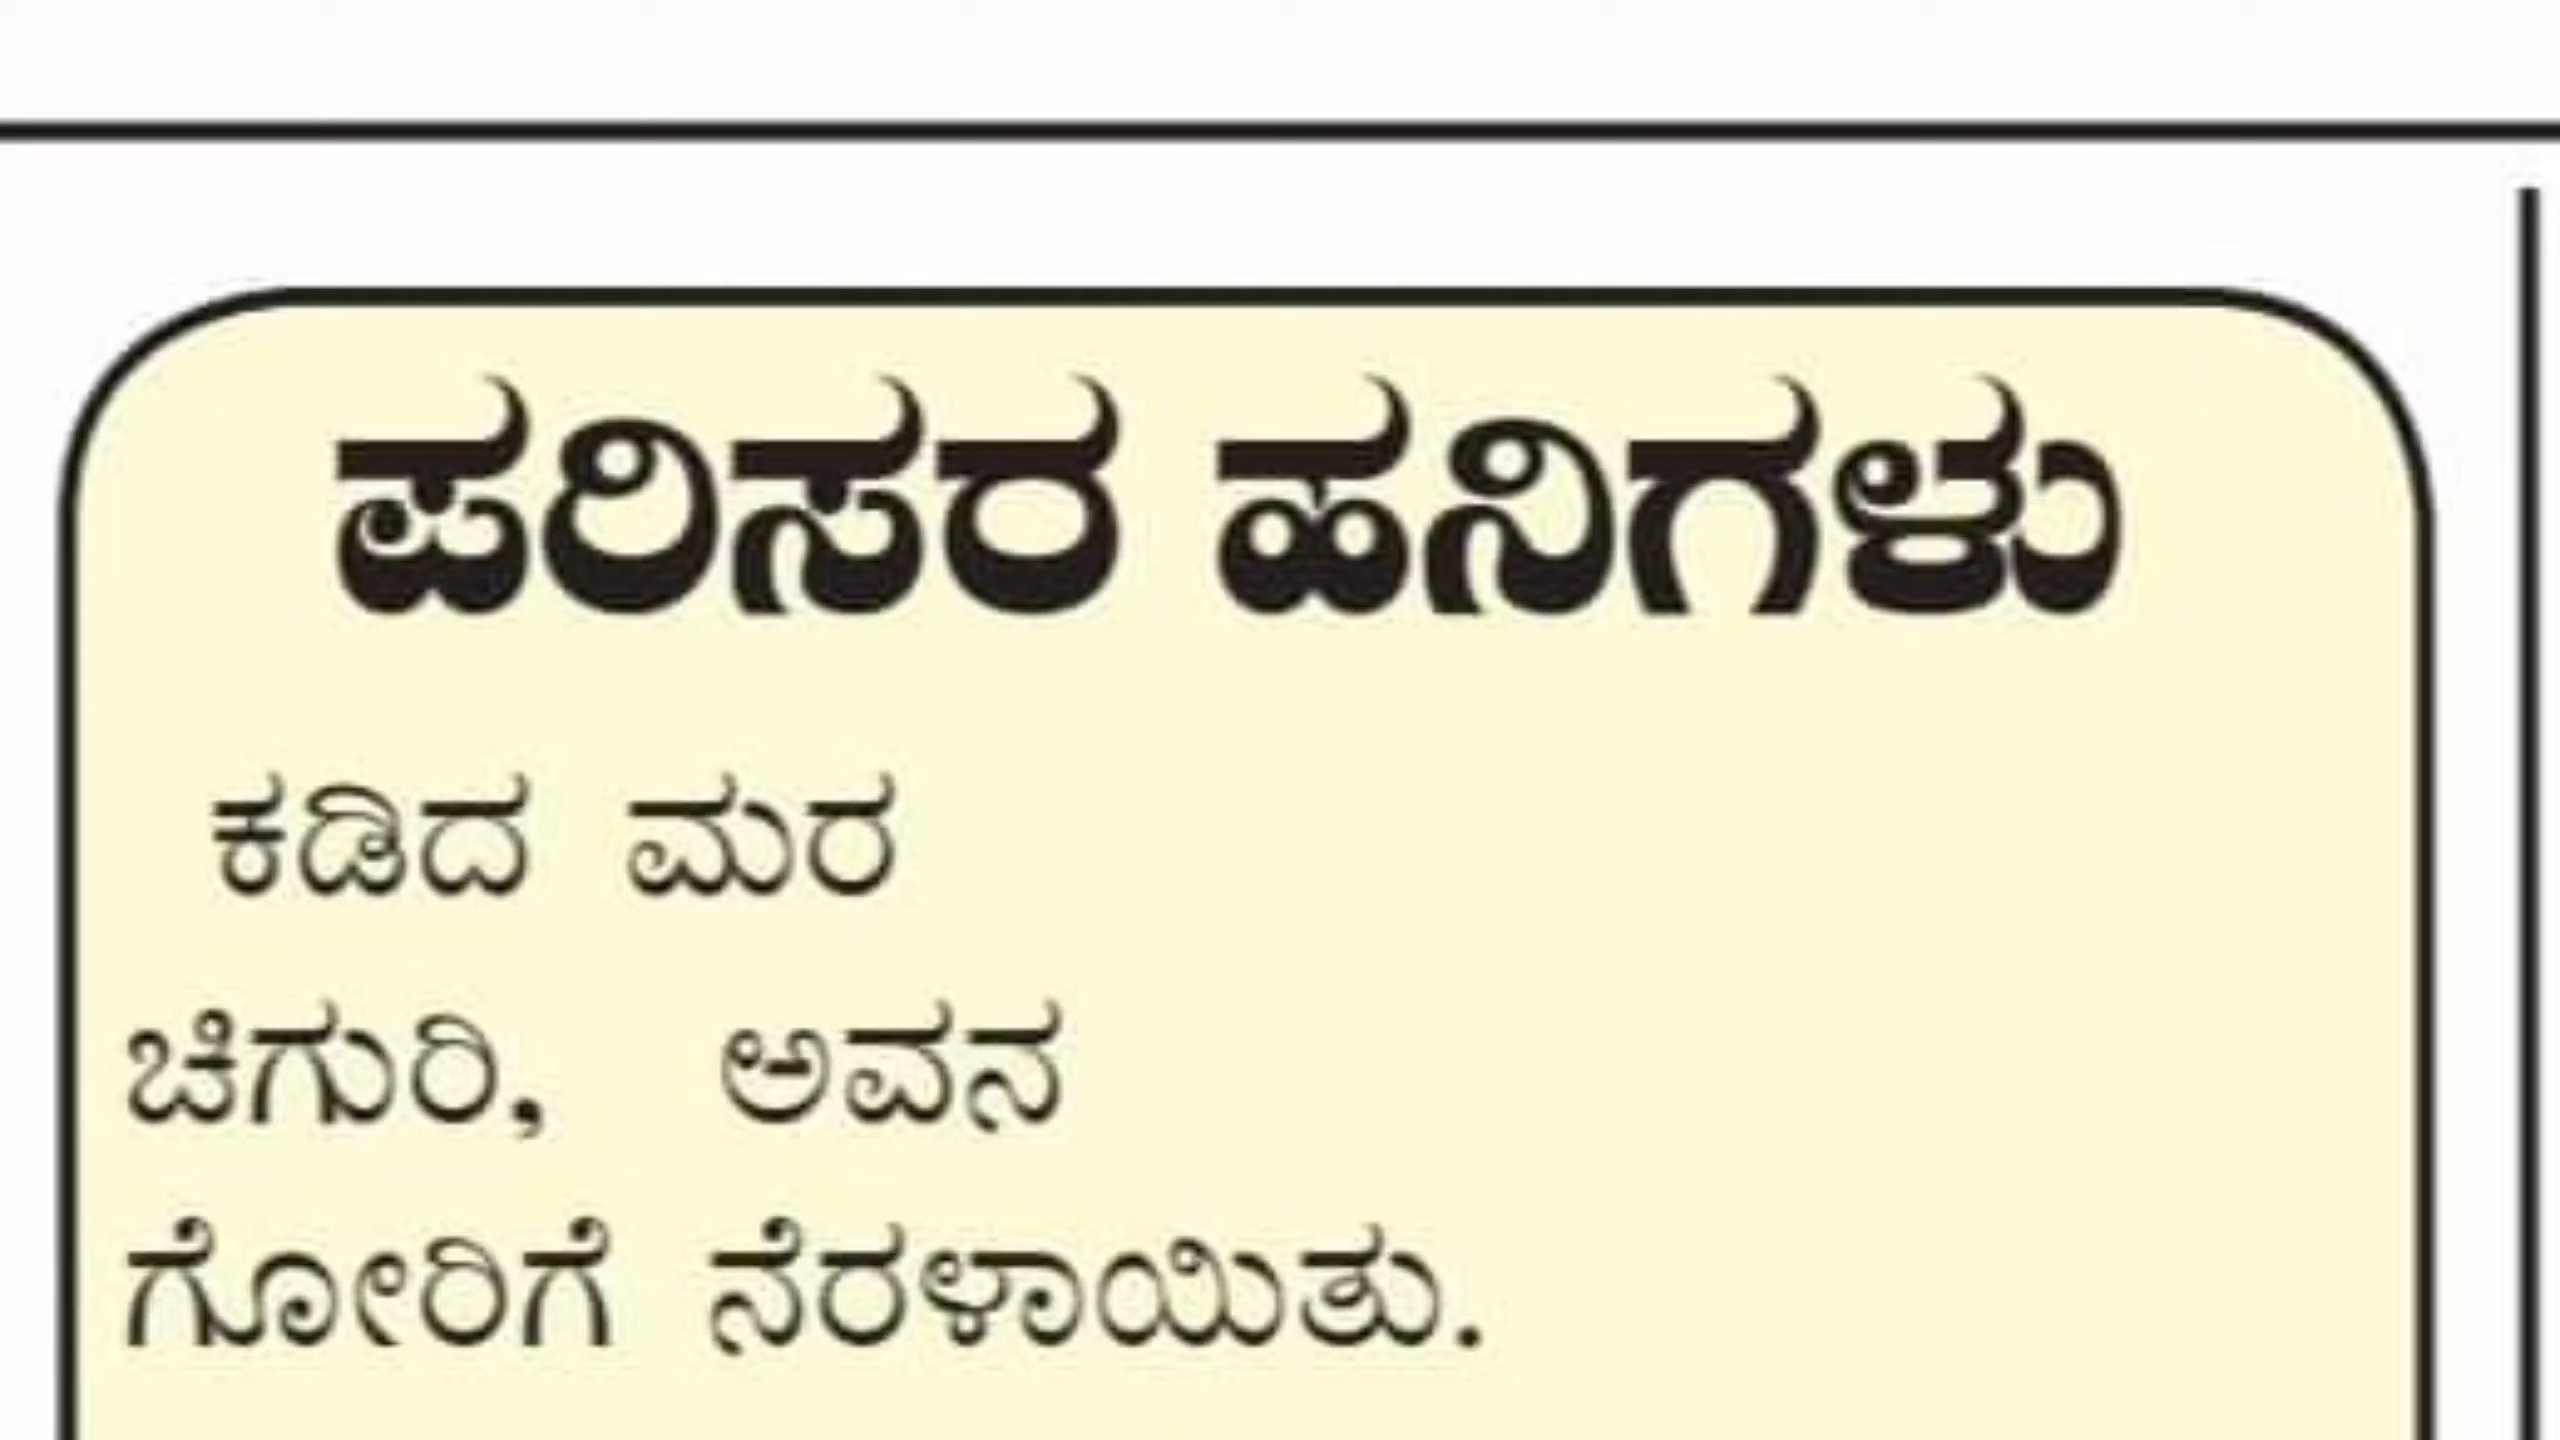 ಪರಿಸರ ಹನಿಗಳು
ಕಡಿದ ಮರ
ಚಿಗುರಿ, ಅವನ
ಗೋರಿಗೆ ನೆರಳಾಯಿತು.